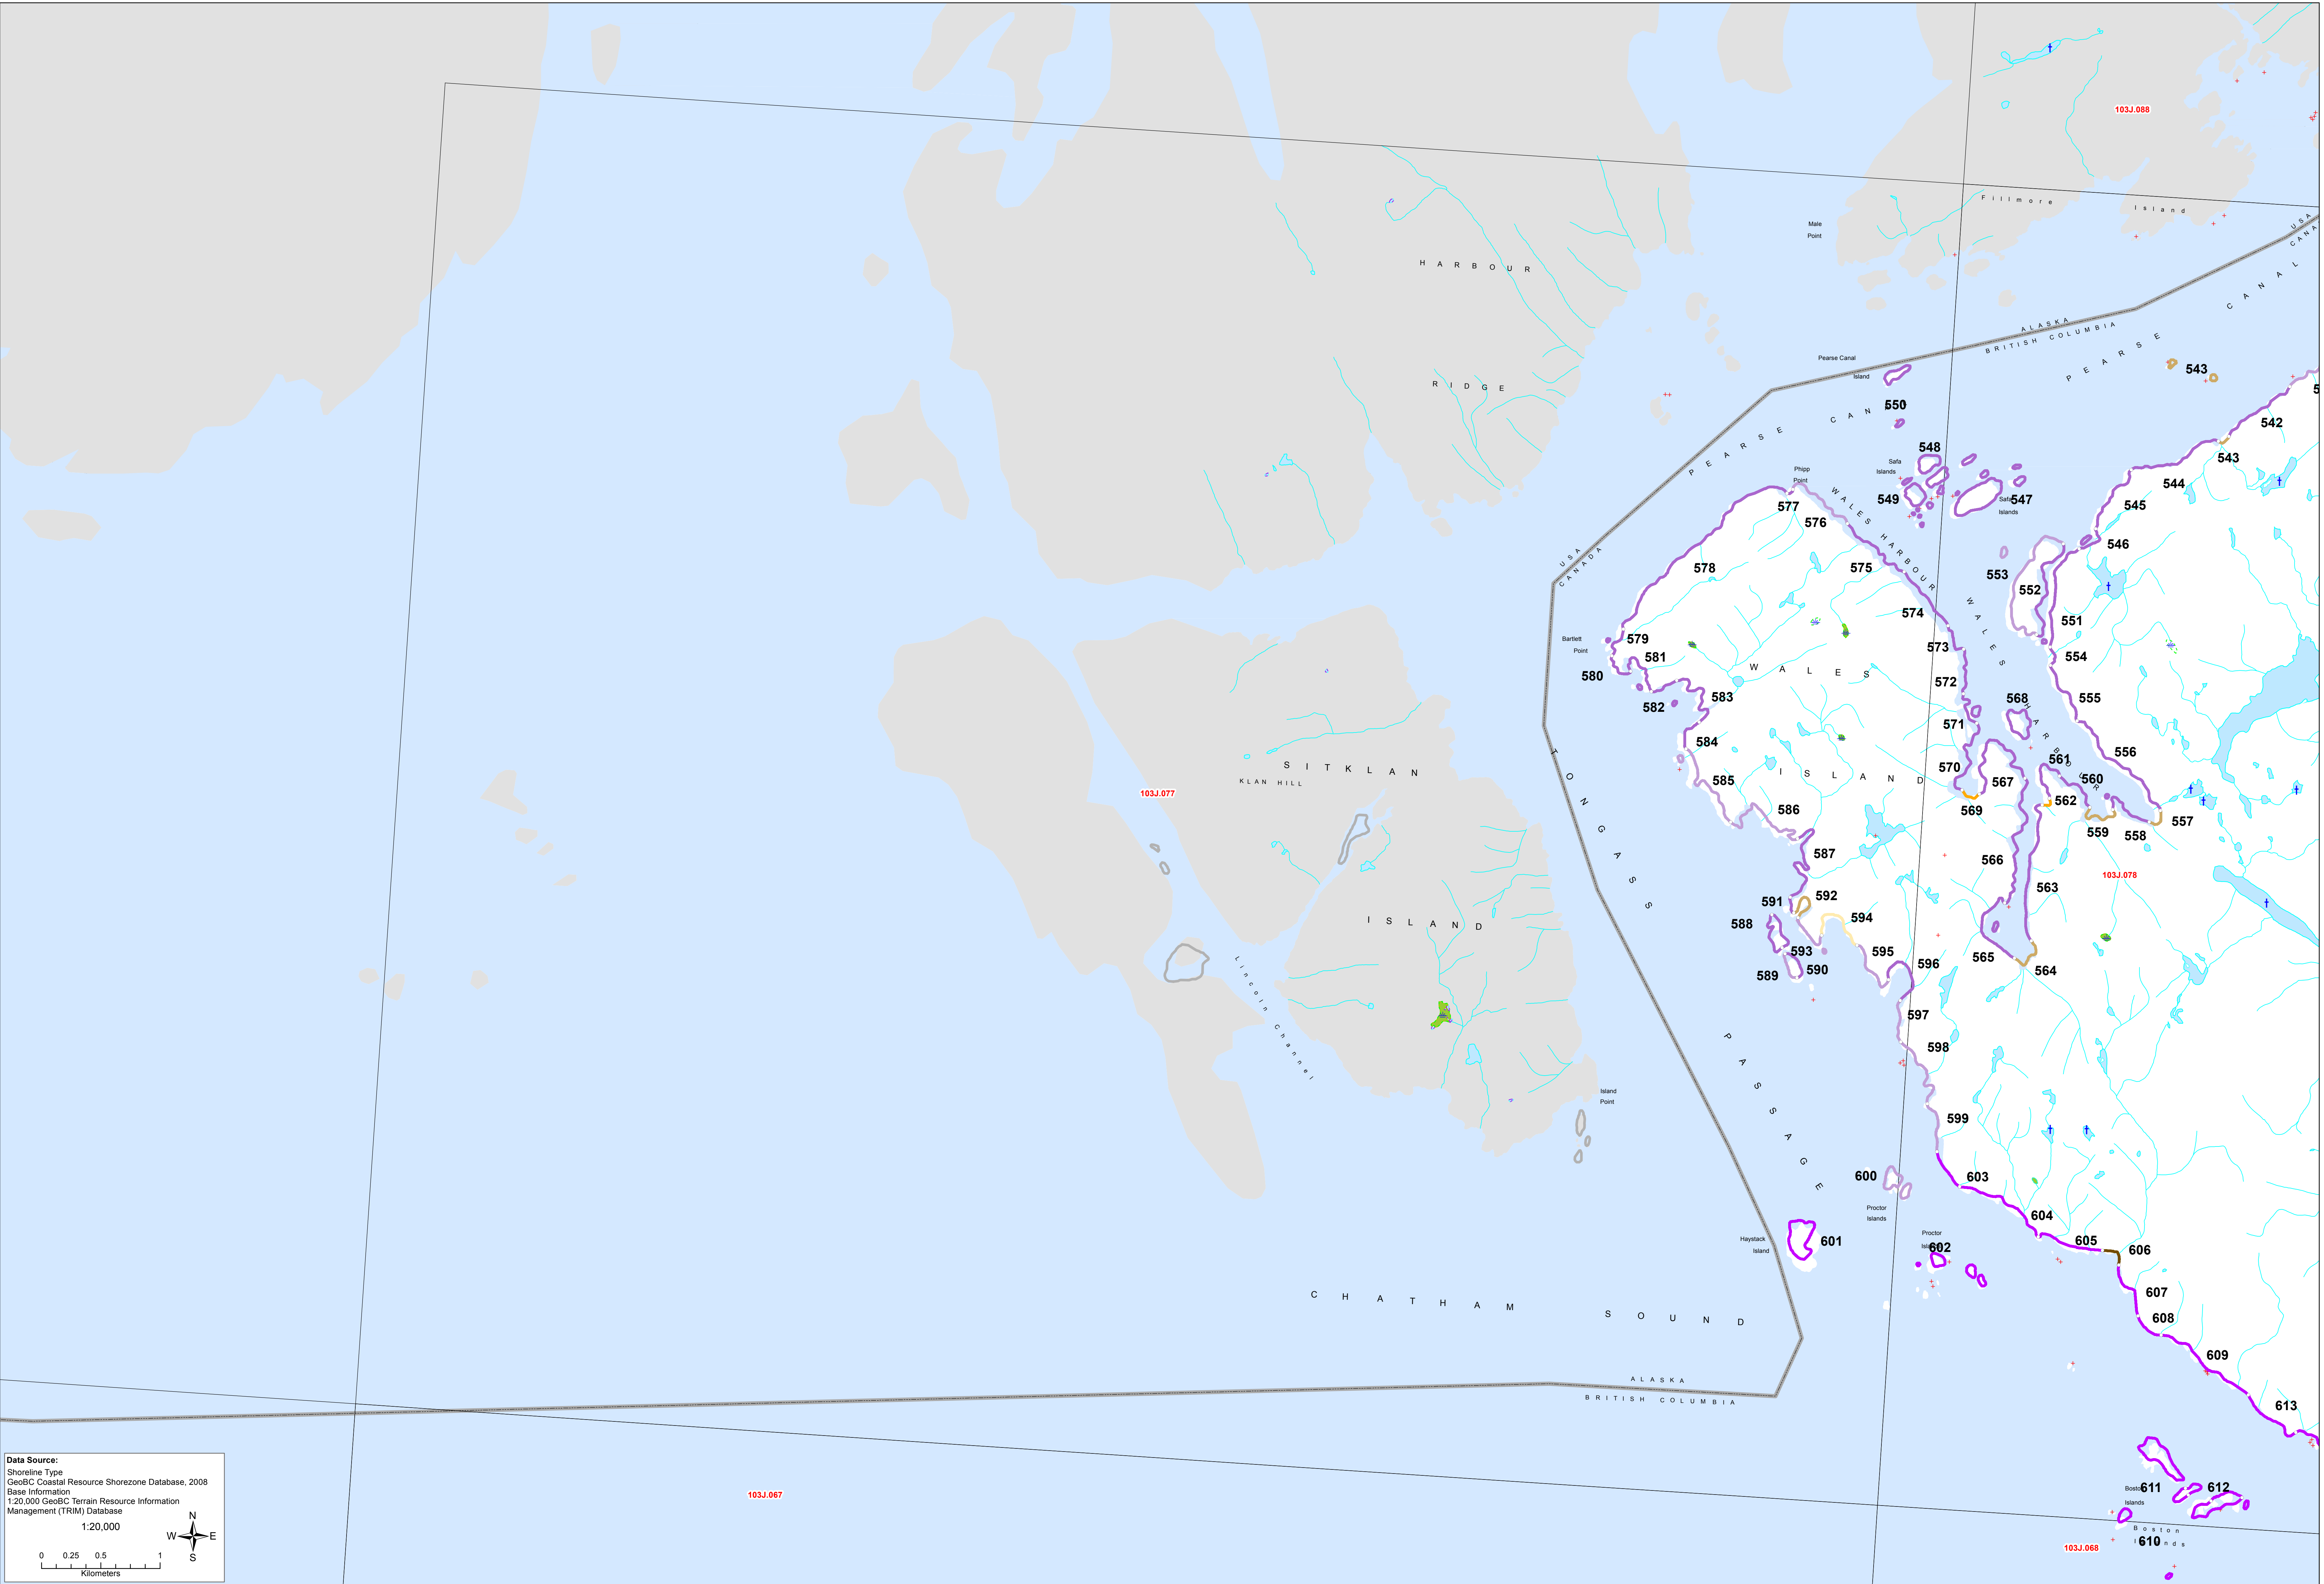 103J.088
Fillmore
Island
Male
Point
USA
CANA
HARBOUR
CANAL
ALASKA
BRITISH COLUMBIA
PEARSE
Pearse Canal
Island
543
RIDGE
550
CAN
PEARSE
542
548
543
Safa
Islands
Phipp
Point
544
549
Safa
547
Islands
577
WALES HARBOUR
576
545
546
USA
CANADA
578
575
553
552
574
WALES
551
Bartlett
Point
579
573
581
554
580
WALES
572
583
568
555
582
HARBOUR
571
584
556
TONGASS
561
SITKLAN
570
560
ISLAND
567
585
KLAN HILL
103J.077
562
569
586
559
558
557
587
566
103J.078
563
592
591
594
588
ISLAND
593
595
565
596
589
590
564
Lincoln Channel
597
598
PASSAGE
Island
Point
599
600
603
Proctor
Islands
604
Haystack
Island
601
Proctor
602
605
606
CHATHAM
SOUND
607
608
609
ALASKA
BRITISH COLUMBIA
613
611
612
Islands
Boston
610
103J.068
103J.067
Data Source:
Shoreline Type
GeoBC Coastal Resource Shorezone Database, 2008
Base Information
1:20,000 GeoBC Terrain Resource Information
Management (TRIM) Database
1:20,000
N
W
E
S
0
0.25
0.5
1
Kilometers